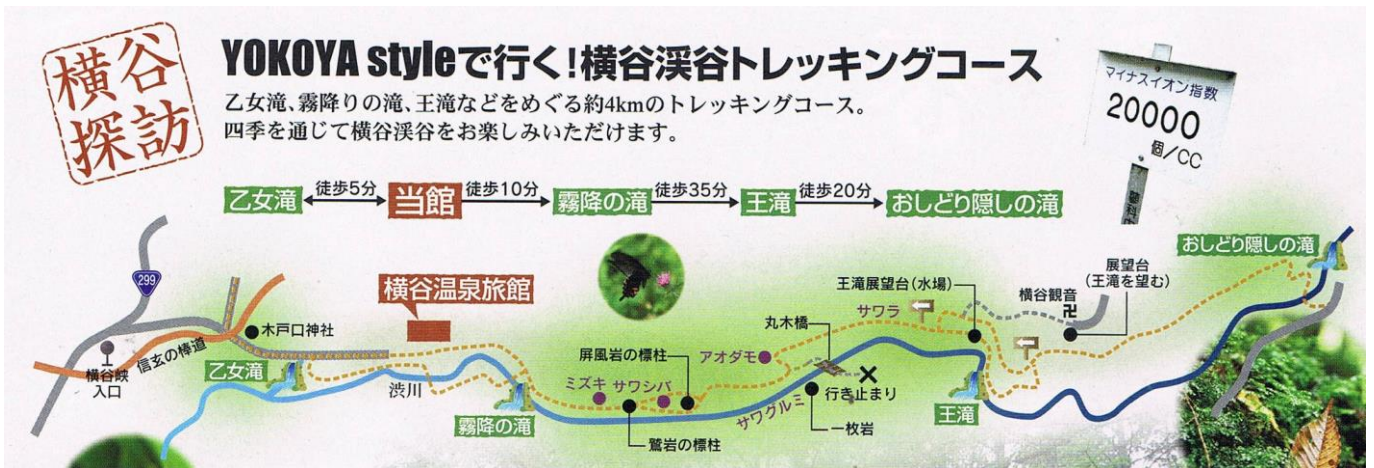 横谷
探訪
YOKOYA styleで行く!横谷渓谷トレッキングコース
乙女滝、霧降りの滝、王滝などをめぐる約4kmのトレッキングコース。
四季を通じて横谷渓谷をお楽しみいただけます。
マイナスイオン指数
20000
個/CC
乙女滝 徒歩5分 当館 徒歩10分 霧降の滝 徒歩35分 王滝 徒歩20分 おしどり隠しの滝
おしどり隠しの滝
299
横谷温泉旅館
王滝展望台(水場)
横谷観音
卍
展望台
(王滝を望む)
サワラ
木戸口神社
丸木橋
屏風岩の標柱
アオダモ
信玄の棒道
横谷峡
入口
乙女滝
渋川
ミズキ
サワシバ
行き止まり
霧降の滝
サワグルミ
王滝
一枚岩
鷲岩の標柱